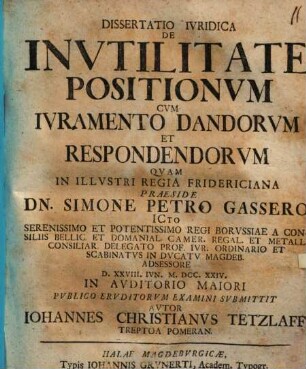 DISSERTATIO IVRIDICA
DE
INVTILITATE
POSITIONVM
CVM
IVRAMENTO DANDORVM
ET
RESPONDENDORVM
QVAM
IN ILLVSTRI REGIA FRIDERICIANA
PRAESIDE
DN. SIMONE PETRO GASSERO
ICTO
SERENISSIMO ET POTENTISSIMO REGI BORVSSIAE A CON-
SILIIS BELLIC. ET DOMANIAL. CAMER. REGAL. ET METALL.
CONSILIAR. DELEGATO PROF. IVR. ORDINARIO ET
SCABINATVS IN DVCATV MAGDEB.
ADSESSORE
D. XXVIII. IVN. M. DCC. XXIV.
IN AVDITORIO MAIORI
PVBLICO ERVDITORVM EXAMINI SVBMITTIT
AVTOR
IOHANNES CHRISTIANVS TETZLAFF
TREPTOA POMERAN.
HALAE MAGDEBVRGICAE,
Typis IOHANNIS GRVNERTI, Academ. Typogr.